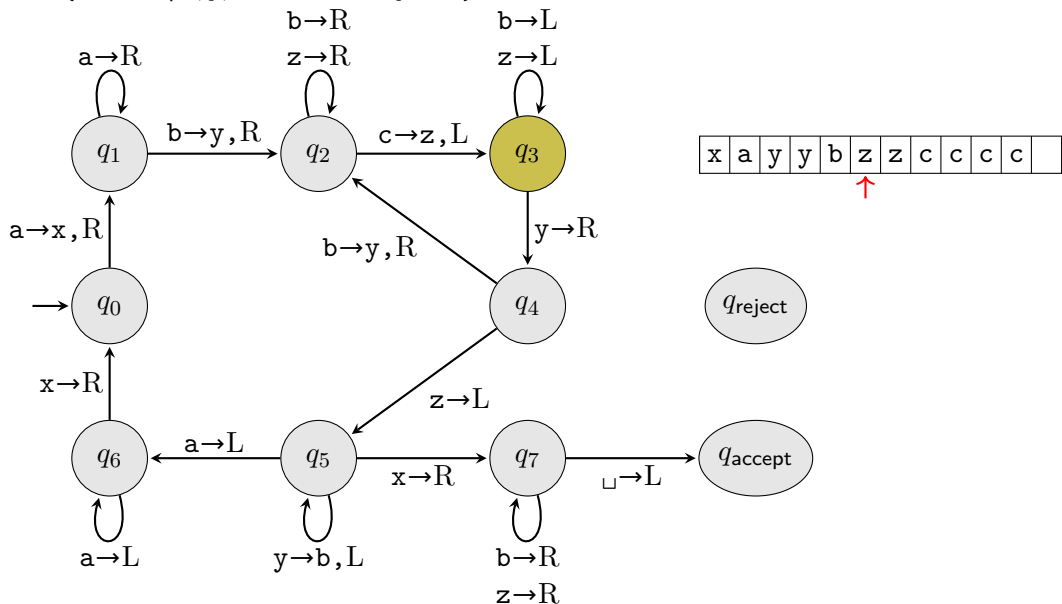 b→R
z→R
b→L
z→L
a→R
q1
b→y,R
q2
c→z,L
q3
x a y y b z z c c c c
a→x,R
b→y,R
y→R
q0
q4
qreject
x→R
z→L
q6
a→L
q5
x→R
q7
␣→L
qaccept
a→L
y→b,L
b→R
z→R